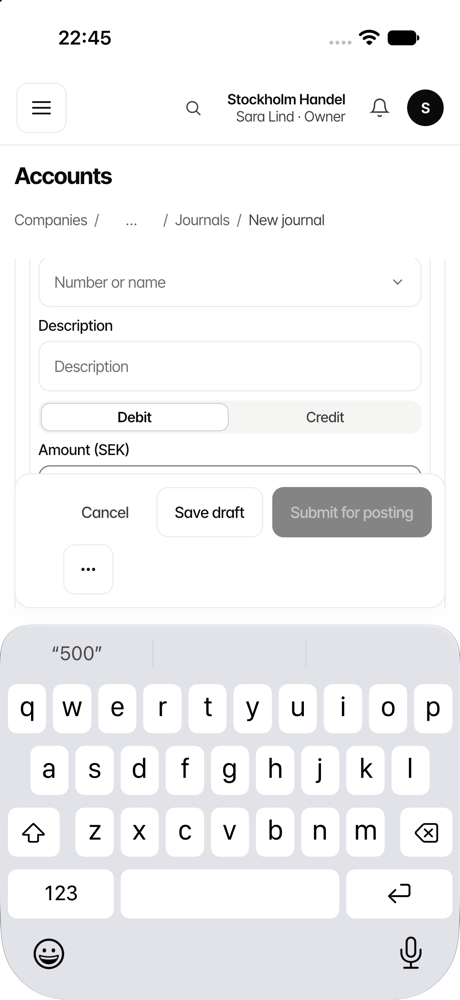 22:45
Stockholm Handel
Sara Lind · Owner
S
Accounts
Companies / ... / Journals / New journal
Number or name
Description
Description
Debit Credit
Amount (SEK)
Cancel Save draft Submit for posting
...
“500”
q w e r t y u i o p
a s d f g h j k l
z x c v b n m
123